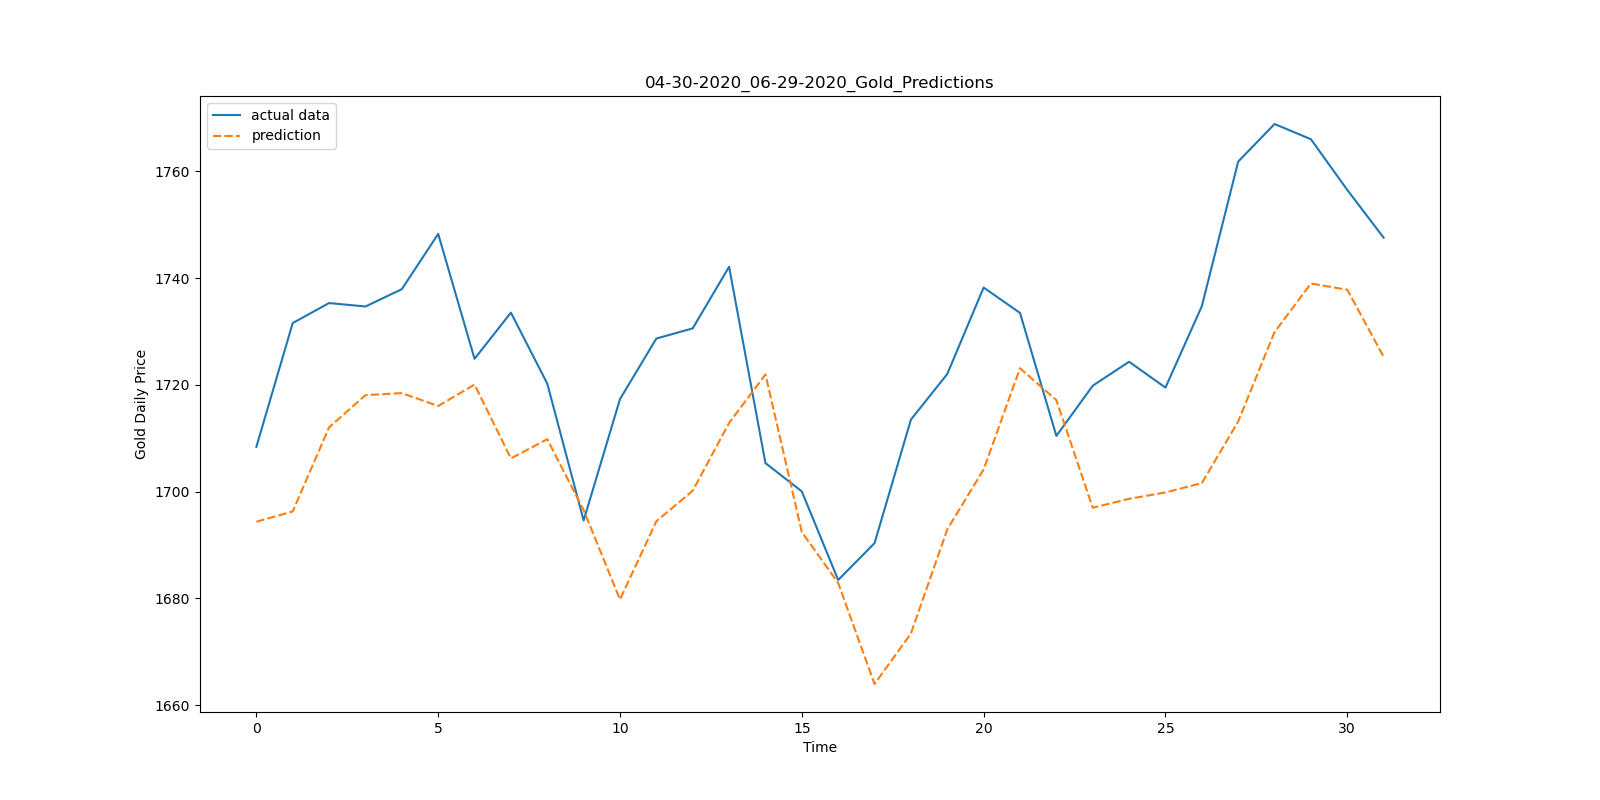 04-30-2020_06-29-2020_Gold_Predictions
actual data
prediction
1760
1740
1720
1700
1680
1660
Gold Daily Price
0 5 10 15 20 25 30
Time